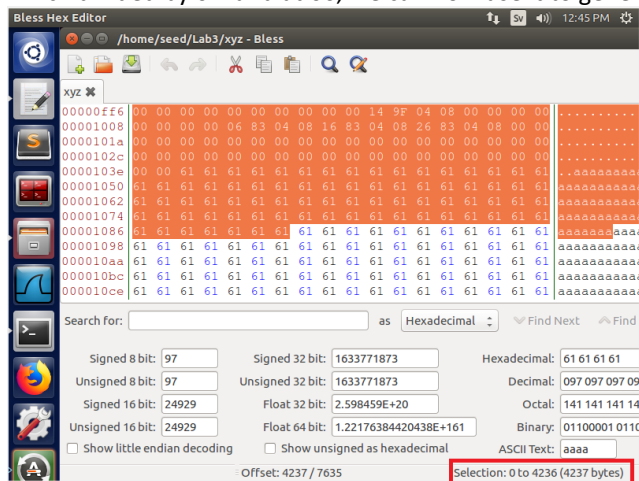 Bless Hex Editor Sv 12:45 PM
/home/seed/Lab3/xyz - Bless
xyz
00000ff6 00 00 00 00 00 00 00 00 00 00 14 9F 04 08 00 00 00 00 ..........
00001008 00 00 00 00 06 83 04 08 16 83 04 08 26 83 04 08 00 00 ..........
0000101a 00 00 00 00 00 00 00 00 00 00 00 00 00 00 00 00 00 00 ..........
0000102c 00 00 00 00 00 00 00 00 00 00 00 00 00 00 00 00 00 00 ..........
0000103e 00 00 61 61 61 61 61 61 61 61 61 61 61 61 61 61 61 61 ..aaaaaaaa
00001050 61 61 61 61 61 61 61 61 61 61 61 61 61 61 61 61 61 61 aaaaaaaaaa
00001062 61 61 61 61 61 61 61 61 61 61 61 61 61 61 61 61 61 61 aaaaaaaaaa
00001074 61 61 61 61 61 61 61 61 61 61 61 61 61 61 61 61 61 61 aaaaaaaaaa
00001086 61 61 61 61 61 61 61 61 61 61 61 61 61 61 61 61 61 61 aaaaaaaaaa
00001098 61 61 61 61 61 61 61 61 61 61 61 61 61 61 61 61 61 61 aaaaaaaaaa
000010aa 61 61 61 61 61 61 61 61 61 61 61 61 61 61 61 61 61 61 aaaaaaaaaa
000010bc 61 61 61 61 61 61 61 61 61 61 61 61 61 61 61 61 61 61 aaaaaaaaaa
000010ce 61 61 61 61 61 61 61 61 61 61 61 61 61 61 61 61 61 61 aaaaaaaaaa
Search for: as Hexadecimal Find Next Find
Signed 8 bit: 97 Signed 32 bit: 1633771873 Hexadecimal: 61 61 61 61
Unsigned 8 bit: 97 Unsigned 32 bit: 1633771873 Decimal: 097 097 097 09
Signed 16 bit: 24929 Float 32 bit: 2.598459E+20 Octal: 141 141 141 14
Unsigned 16 bit: 24929 Float 64 bit: 1.22176384420438E+161 Binary: 01100001 0110
Show little endian decoding Show unsigned as hexadecimal ASCII Text: aaaa
Offset: 4237 / 7635 Selection: 0 to 4236 (4237 bytes)